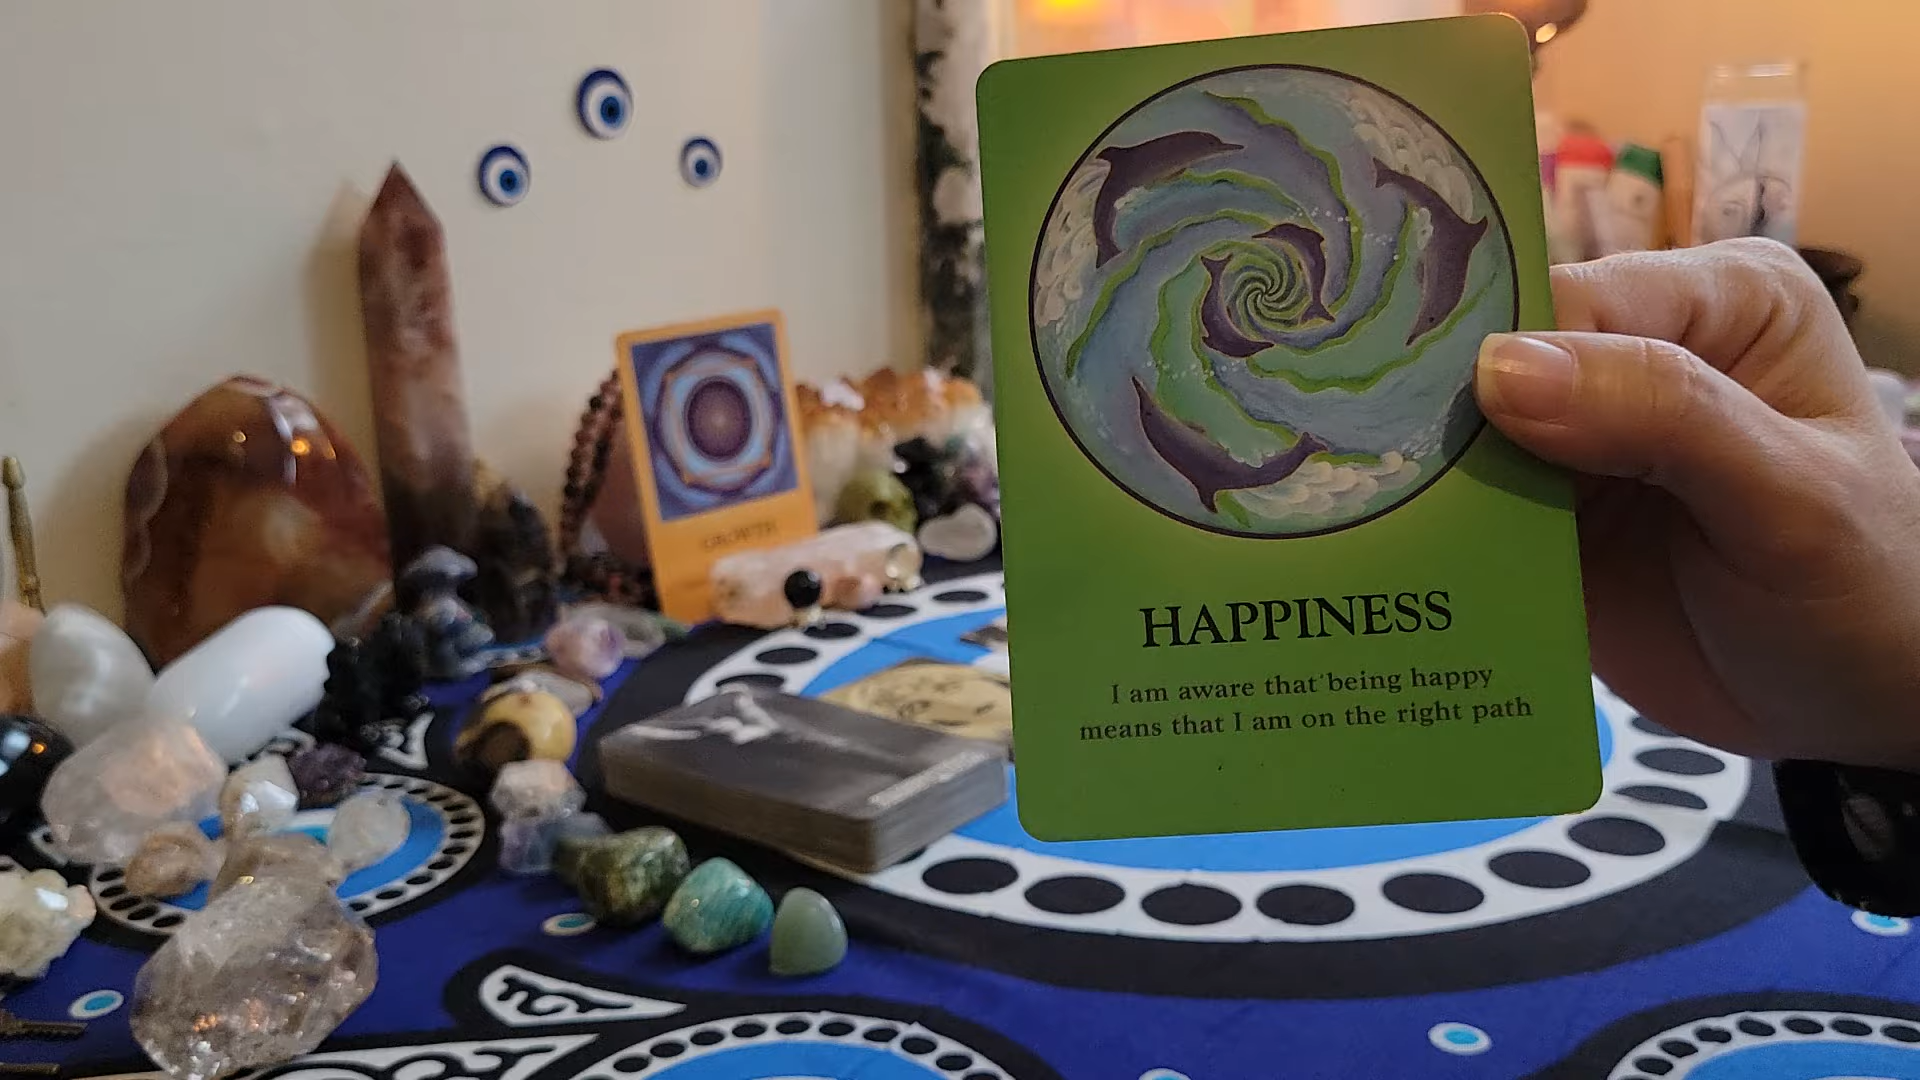 GROWTH
HAPPINESS
I am aware that being happy
means that I am on the right path